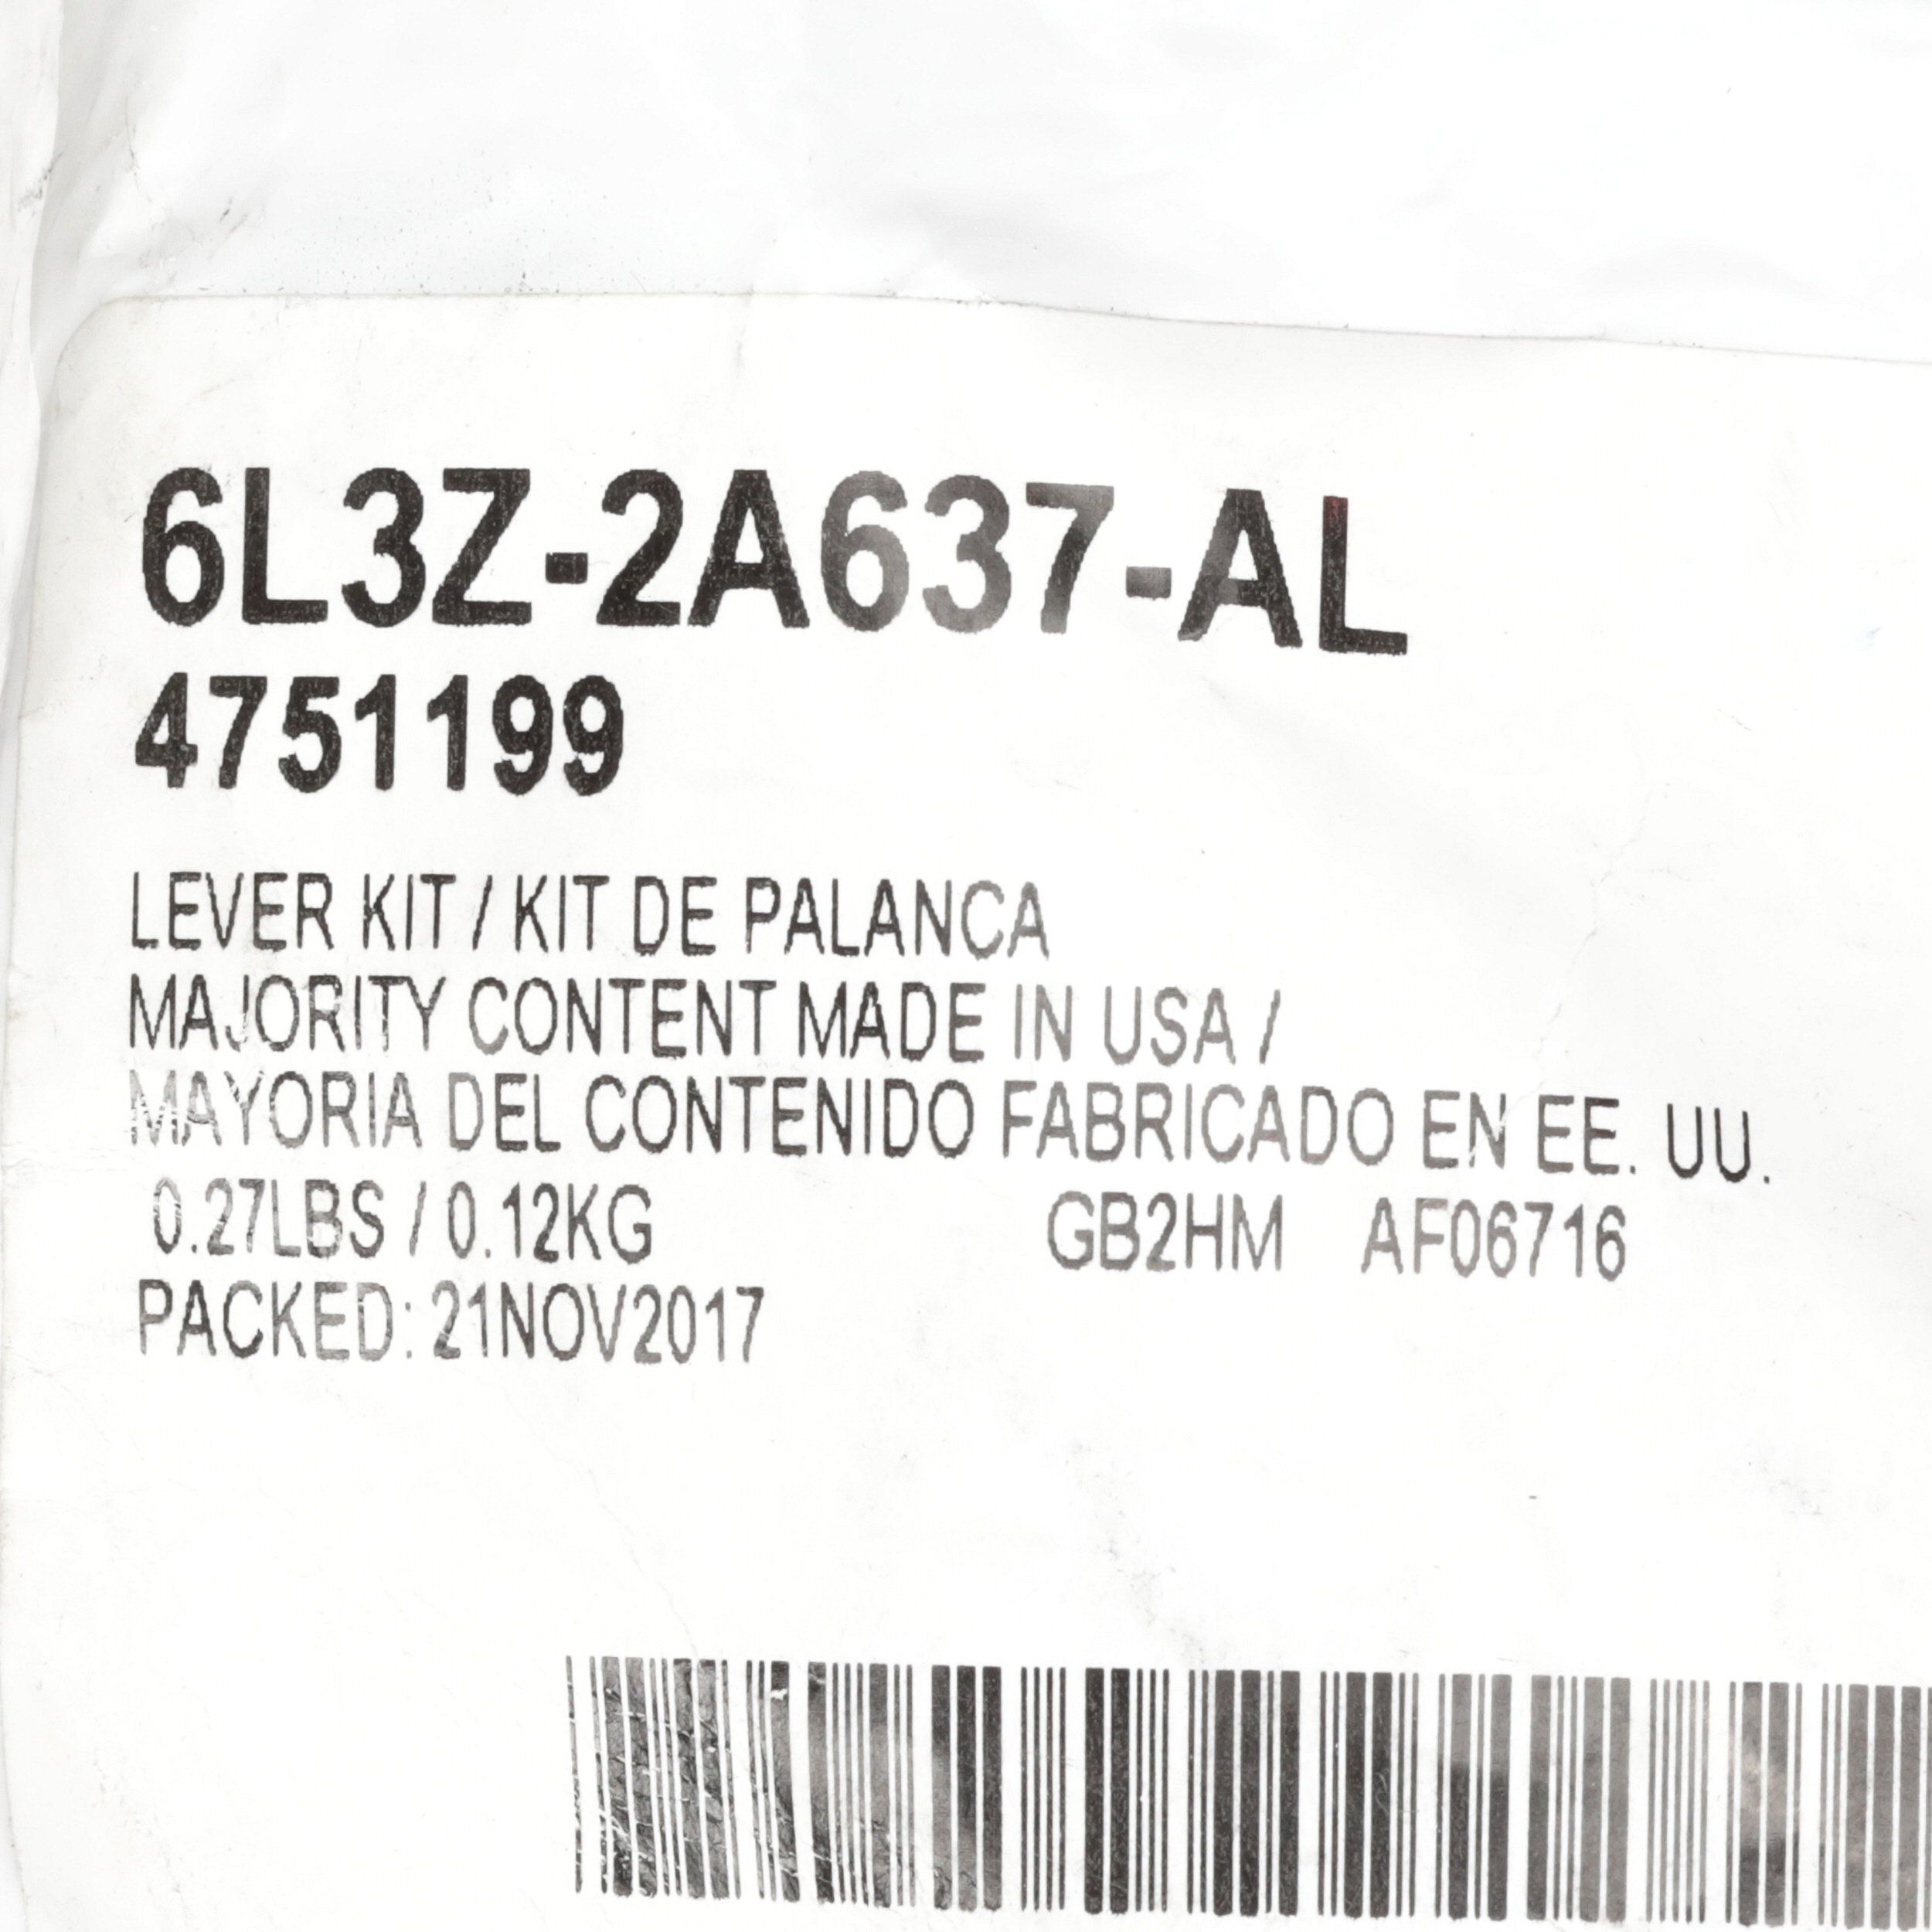 6L3Z-2A637-AL
4751199
LEVER KIT / KIT DE PALANCA
MAJORITY CONTENT MADE IN USA /
MAYORIA DEL CONTENIDO FABRICADO EN EE. UU.
0.27LBS / 0.12KG GB2HM AF06716
PACKED: 21NOV2017